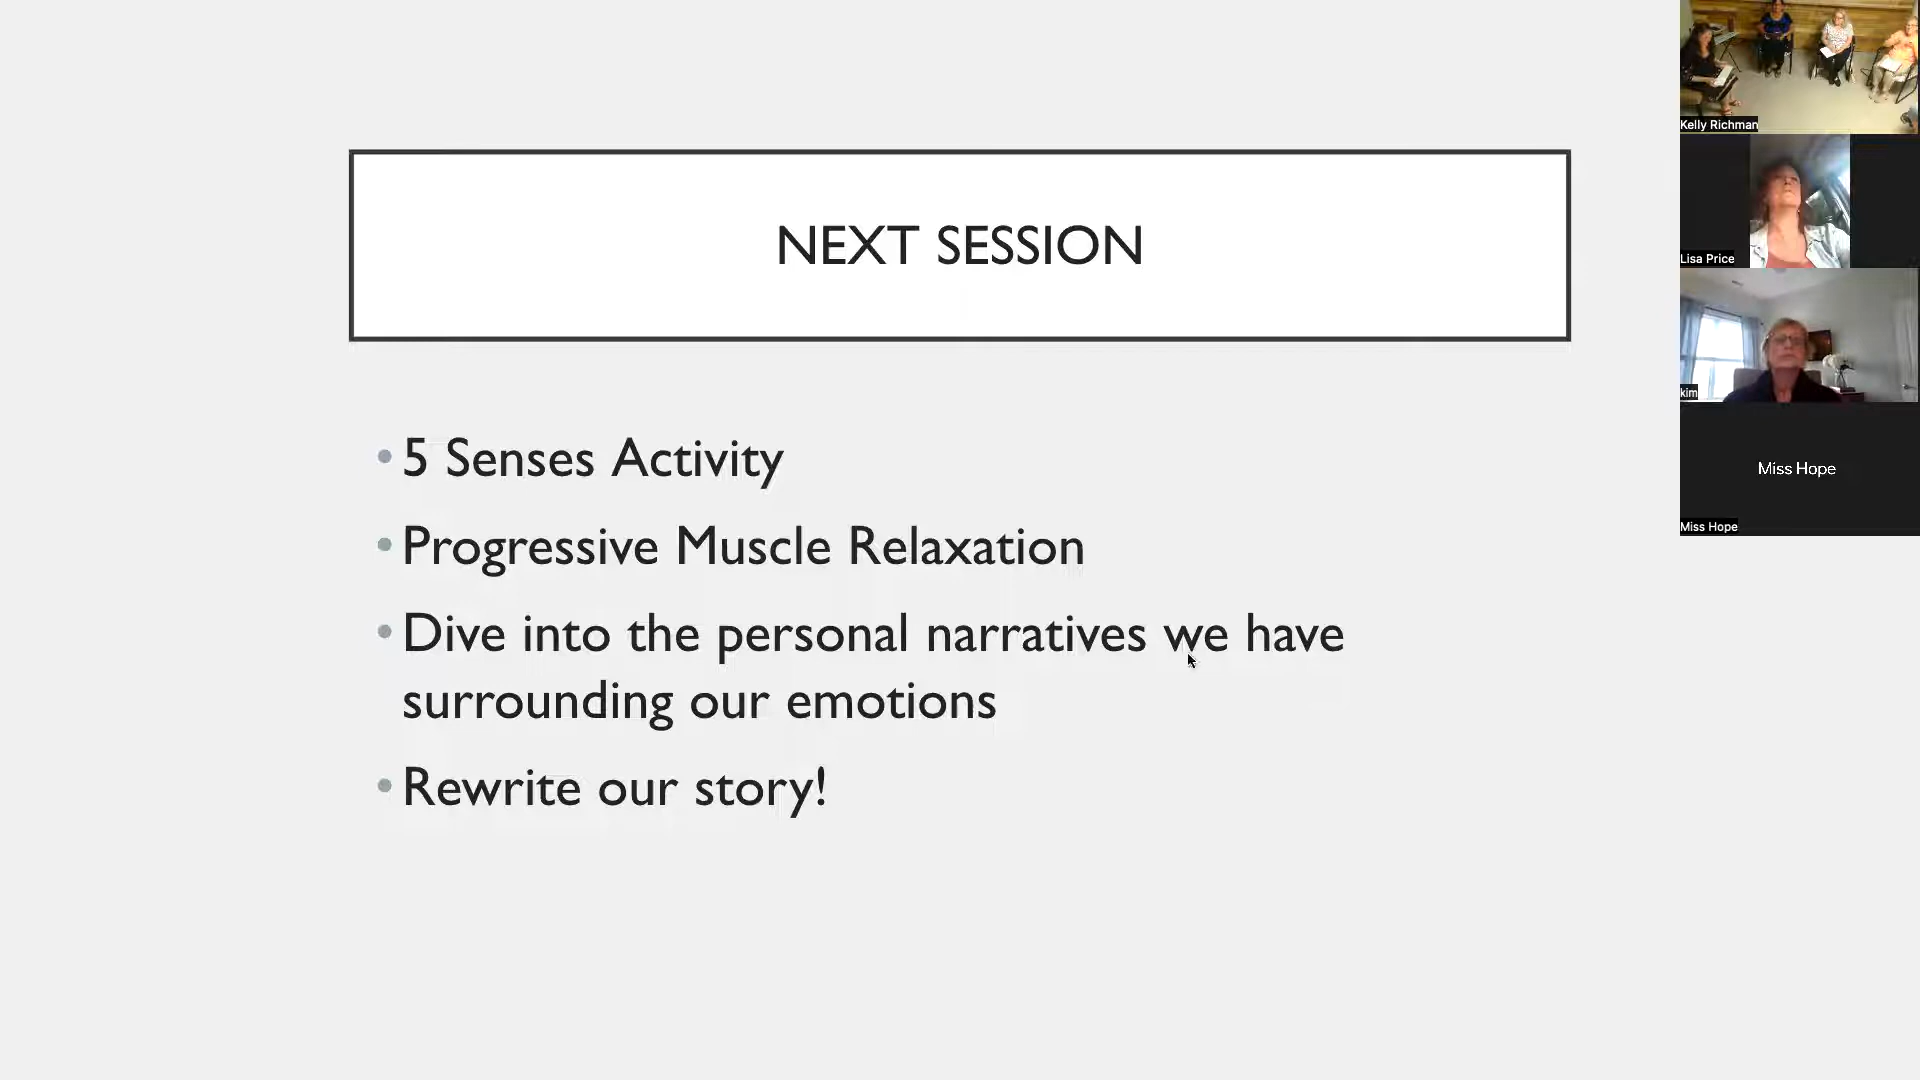 NEXT SESSION
• 5 Senses Activity
• Progressive Muscle Relaxation
• Dive into the personal narratives we have
surrounding our emotions
• Rewrite our story!
Kelly Richman
Lisa Price
kim
Miss Hope
Miss Hope